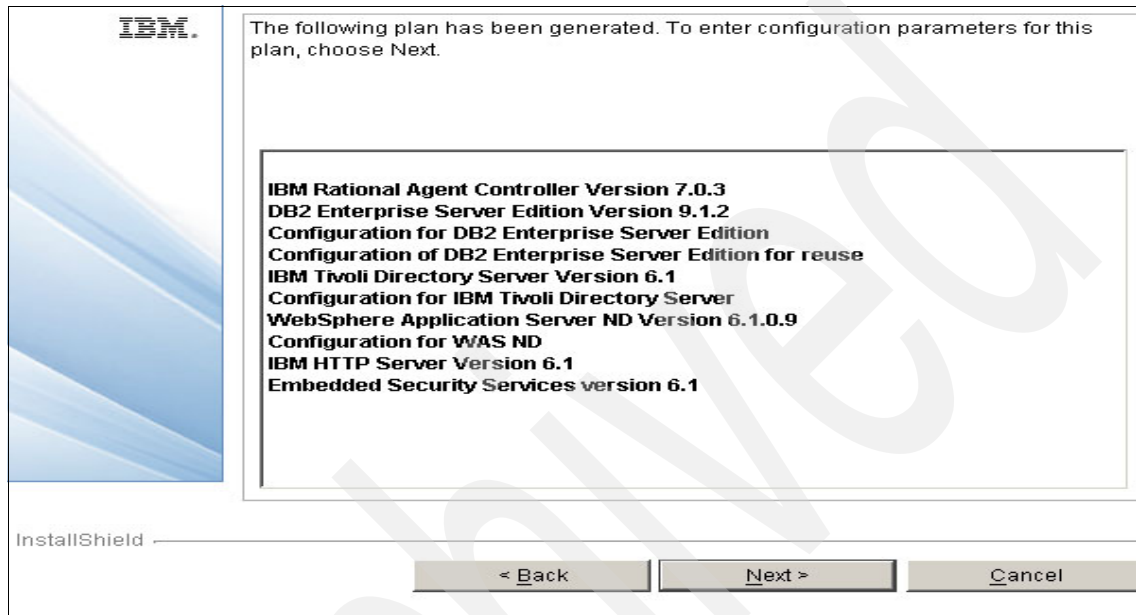 IBM.
The following plan has been generated. To enter configuration parameters for this
plan, choose Next.
IBM Rational Agent Controller Version 7.0.3
DB2 Enterprise Server Edition Version 9.1.2
Configuration for DB2 Enterprise Server Edition
Configuration of DB2 Enterprise Server Edition for reuse
IBM Tivoli Directory Server Version 6.1
Configuration for IBM Tivoli Directory Server
WebSphere Application Server ND Version 6.1.0.9
Configuration for WAS ND
IBM HTTP Server Version 6.1
Embedded Security Services version 6.1
InstallShield
< Back
Next >
Cancel